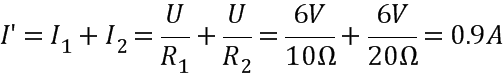 I' = I₁ + I₂ = U/R₁ + U/R₂ = 6V/10Ω + 6V/20Ω = 0.9A